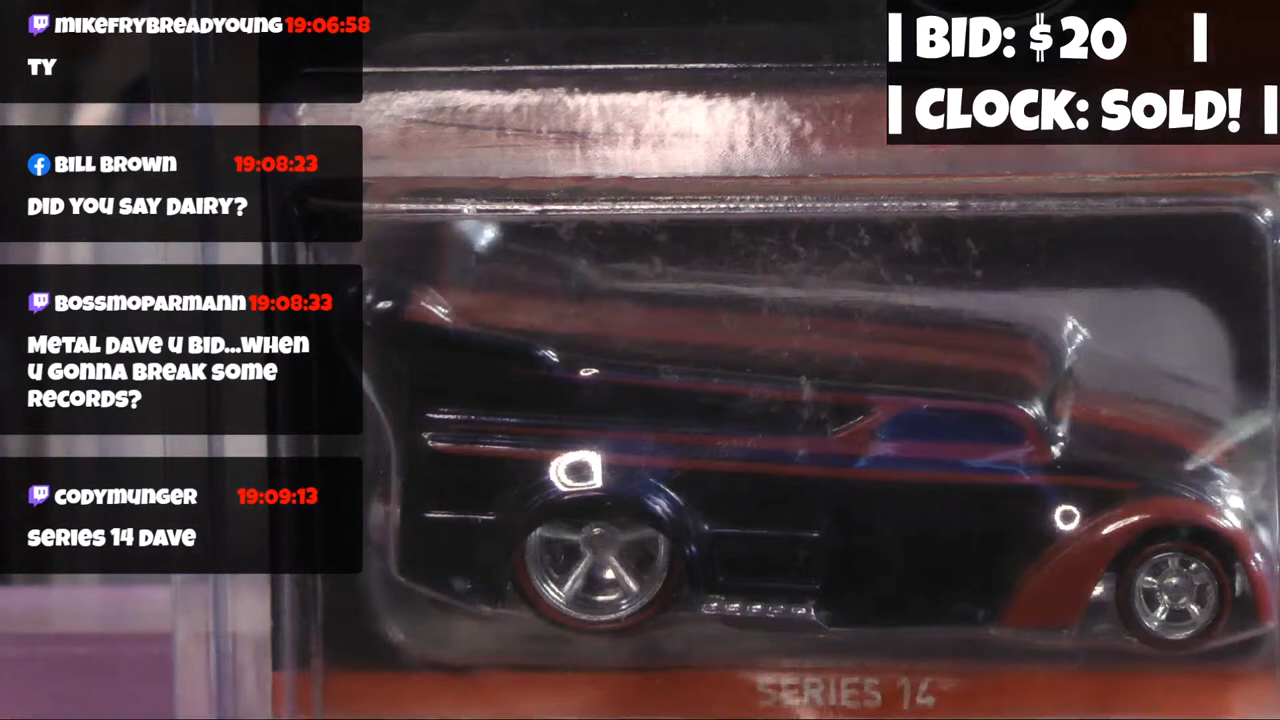 mikefrybreadyoung 19:06:58
TY
Bill Brown 19:08:23
Did you say dairy?
bossmoparmann 19:08:33
Metal Dave u bid...when
u gonna break some
records?
codymunger 19:09:13
series 14 Dave
| BID: $20 |
| CLOCK: SOLD! |
SERIES 14